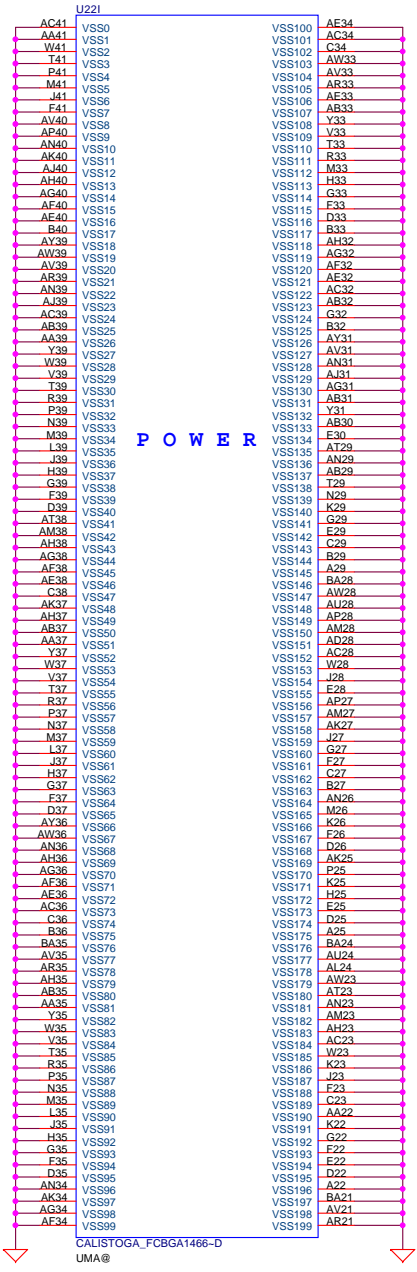 U22I
AC41 VSS0 VSS100 AE34
AA41 VSS1 VSS101 AC34
W41 VSS2 VSS102 C34
T41 VSS3 VSS103 AW33
P41 VSS4 VSS104 AV33
M41 VSS5 VSS105 AR33
J41 VSS6 VSS106 AE33
F41 VSS7 VSS107 AB33
AV40 VSS8 VSS108 Y33
AP40 VSS9 VSS109 V33
AN40 VSS10 VSS110 T33
AK40 VSS11 VSS111 R33
AJ40 VSS12 VSS112 M33
AH40 VSS13 VSS113 H33
AG40 VSS14 VSS114 G33
AF40 VSS15 VSS115 F33
AE40 VSS16 VSS116 D33
B40 VSS17 VSS117 B33
AY39 VSS18 VSS118 AH32
AW39 VSS19 VSS119 AG32
AV39 VSS20 VSS120 AF32
AR39 VSS21 VSS121 AE32
AN39 VSS22 VSS122 AC32
AJ39 VSS23 VSS123 AB32
AC39 VSS24 VSS124 G32
AB39 VSS25 VSS125 B32
AA39 VSS26 VSS126 AY31
Y39 VSS27 VSS127 AV31
W39 VSS28 VSS128 AN31
V39 VSS29 VSS129 AJ31
T39 VSS30 VSS130 AG31
R39 VSS31 VSS131 AB31
P39 VSS32 VSS132 Y31
N39 VSS33 VSS133 AB30
M39 VSS34 P O W E R VSS134 E30
L39 VSS35 VSS135 AT29
J39 VSS36 VSS136 AN29
H39 VSS37 VSS137 AB29
G39 VSS38 VSS138 T29
F39 VSS39 VSS139 N29
D39 VSS40 VSS140 K29
AT38 VSS41 VSS141 G29
AM38 VSS42 VSS142 E29
AH38 VSS43 VSS143 C29
AG38 VSS44 VSS144 B29
AF38 VSS45 VSS145 A29
AE38 VSS46 VSS146 BA28
C38 VSS47 VSS147 AW28
AK37 VSS48 VSS148 AU28
AH37 VSS49 VSS149 AP28
AB37 VSS50 VSS150 AM28
AA37 VSS51 VSS151 AD28
Y37 VSS52 VSS152 AC28
W37 VSS53 VSS153 W28
V37 VSS54 VSS154 J28
T37 VSS55 VSS155 E28
R37 VSS56 VSS156 AP27
P37 VSS57 VSS157 AM27
N37 VSS58 VSS158 AK27
M37 VSS59 VSS159 J27
L37 VSS60 VSS160 G27
J37 VSS61 VSS161 F27
H37 VSS62 VSS162 C27
G37 VSS63 VSS163 B27
F37 VSS64 VSS164 AN26
D37 VSS65 VSS165 M26
AY36 VSS66 VSS166 K26
AW36 VSS67 VSS167 F26
AN36 VSS68 VSS168 D26
AH36 VSS69 VSS169 AK25
AG36 VSS70 VSS170 P25
AF36 VSS71 VSS171 K25
AE36 VSS72 VSS172 H25
AC36 VSS73 VSS173 E25
C36 VSS74 VSS174 D25
B36 VSS75 VSS175 A25
BA35 VSS76 VSS176 BA24
AV35 VSS77 VSS177 AU24
AR35 VSS78 VSS178 AL24
AH35 VSS79 VSS179 AW23
AB35 VSS80 VSS180 AT23
AA35 VSS81 VSS181 AN23
Y35 VSS82 VSS182 AM23
W35 VSS83 VSS183 AH23
V35 VSS84 VSS184 AC23
T35 VSS85 VSS185 W23
R35 VSS86 VSS186 K23
P35 VSS87 VSS187 J23
N35 VSS88 VSS188 F23
M35 VSS89 VSS189 C23
L35 VSS90 VSS190 AA22
J35 VSS91 VSS191 K22
H35 VSS92 VSS192 G22
G35 VSS93 VSS193 F22
F35 VSS94 VSS194 E22
D35 VSS95 VSS195 D22
AN34 VSS96 VSS196 A22
AK34 VSS97 VSS197 BA21
AG34 VSS98 VSS198 AV21
AF34 VSS99 VSS199 AR21
CALISTOGA_FCBGA1466~D
UMA@